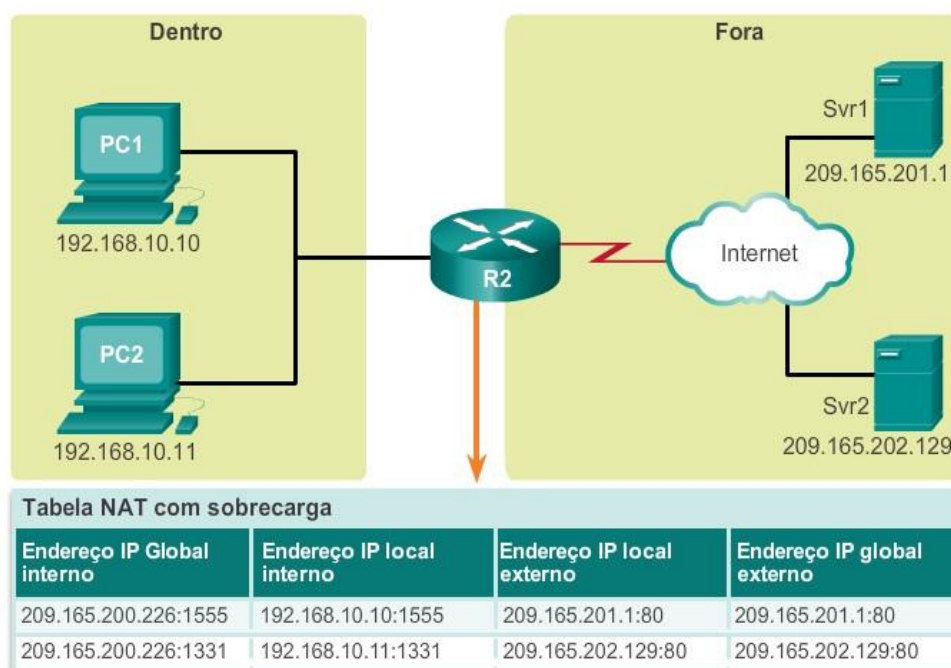 Dentro
Fora
PC1
192.168.10.10
PC2
192.168.10.11
R2
Internet
Svr1
209.165.201.1
Svr2
209.165.202.129
Tabela NAT com sobrecarga
Endereço IP Global interno
Endereço IP local interno
Endereço IP local externo
Endereço IP global externo
209.165.200.226:1555 192.168.10.10:1555 209.165.201.1:80 209.165.201.1:80
209.165.200.226:1331 192.168.10.11:1331 209.165.202.129:80 209.165.202.129:80